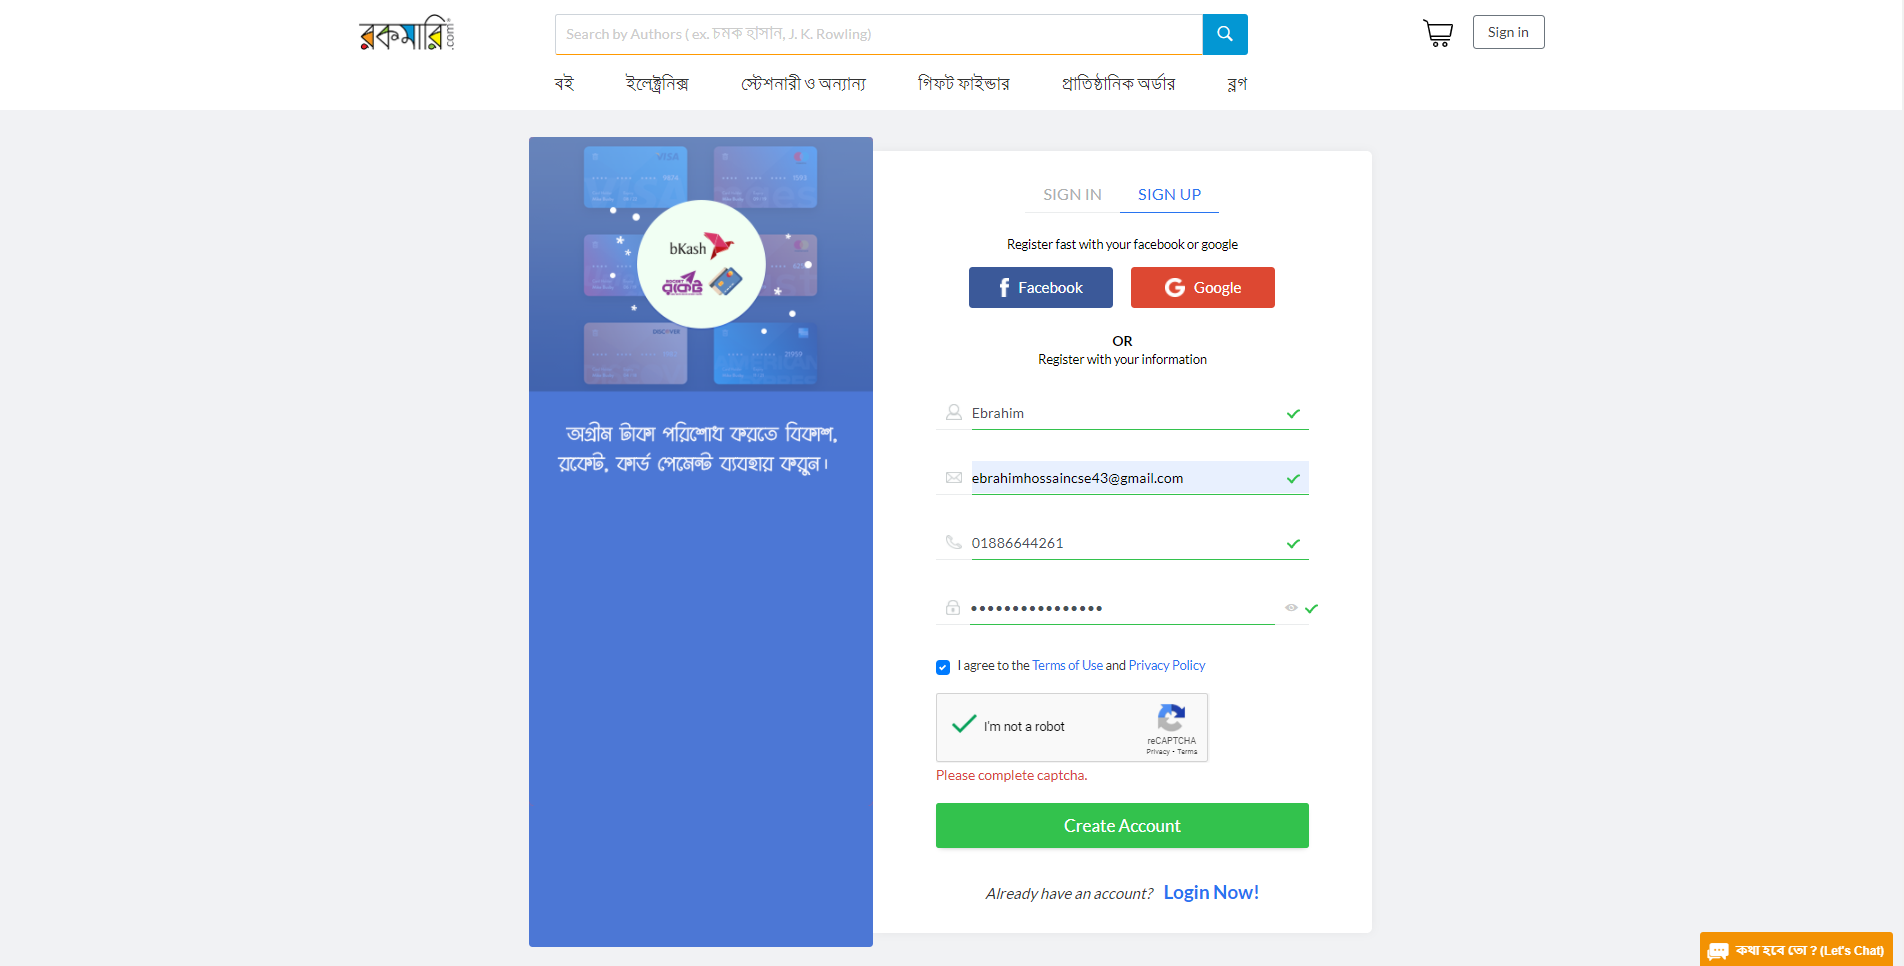 রকমারি.com
Search by Authors ( ex. চমক হাসান, J. K. Rowling)
Sign in
বই ইলেক্ট্রনিক্স স্টেশনারী ও অন্যান্য গিফট ফাইন্ডার প্রাতিষ্ঠানিক অর্ডার ব্লগ
VISA
bKash
রকেট
DISCOVER
অগ্রীম টাকা পরিশোধ করতে বিকাশ,
রকেট, কার্ড পেমেন্ট ব্যবহার করুন।
SIGN IN SIGN UP
Register fast with your facebook or google
Facebook Google
OR
Register with your information
Ebrahim
ebrahimhossaincse43@gmail.com
01886644261
I agree to the Terms of Use and Privacy Policy
I'm not a robot
reCAPTCHA
Privacy - Terms
Please complete captcha.
Create Account
Already have an account? Login Now!
কথা হবে তো ? (Let's Chat)